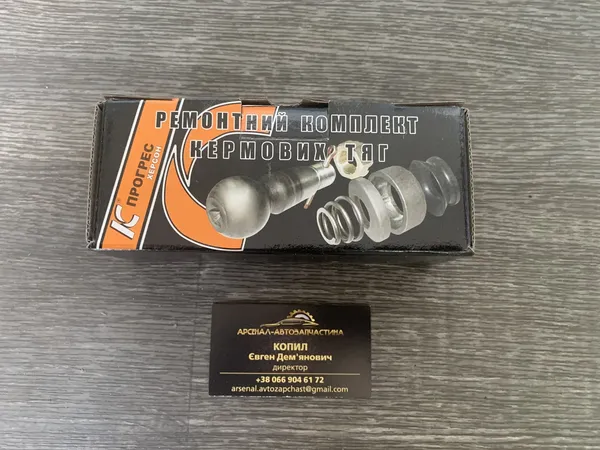 РЕМОНТНИЙ КОМПЛЕКТ
КЕРМОВИХ ТЯГ
ПРОГРЕС
ХЕРСОН
АРСЕНАЛ-АВТОЗАПЧАСТИНА
КОПИЛ
Євген Дем'янович
директор
+38 066 904 61 72
arsenal.avtozapchast@gmail.com